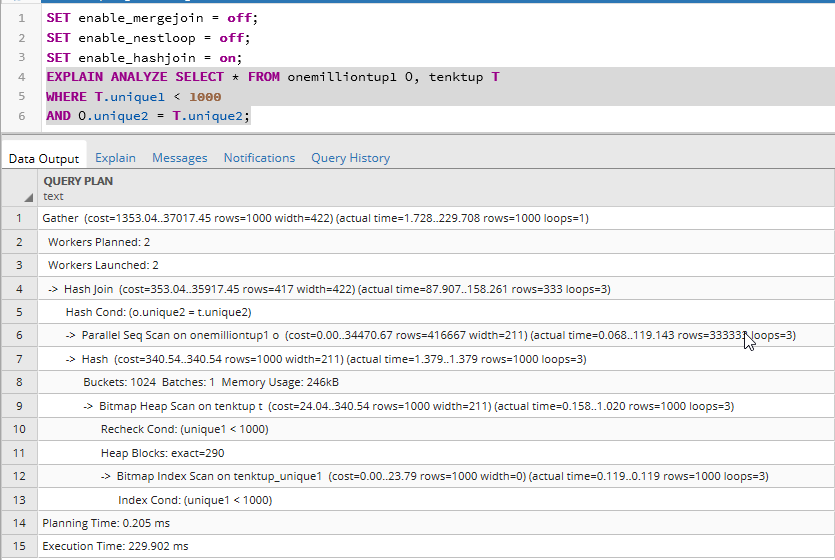 1 SET enable_mergejoin = off;
2 SET enable_nestloop = off;
3 SET enable_hashjoin = on;
4 EXPLAIN ANALYZE SELECT * FROM onemilliontup1 O, tenktup T
5 WHERE T.unique1 < 1000
6 AND O.unique2 = T.unique2;
Data Output Explain Messages Notifications Query History
QUERY PLAN
text
1 Gather (cost=1353.04..37017.45 rows=1000 width=422) (actual time=1.728..229.708 rows=1000 loops=1)
2 Workers Planned: 2
3 Workers Launched: 2
4 -> Hash Join (cost=353.04..35917.45 rows=417 width=422) (actual time=87.907..158.261 rows=333 loops=3)
5 Hash Cond: (o.unique2 = t.unique2)
6 -> Parallel Seq Scan on onemilliontup1 o (cost=0.00..34470.67 rows=416667 width=211) (actual time=0.068..119.143 rows=333333 loops=3)
7 -> Hash (cost=340.54..340.54 rows=1000 width=211) (actual time=1.379..1.379 rows=1000 loops=3)
8 Buckets: 1024 Batches: 1 Memory Usage: 246kB
9 -> Bitmap Heap Scan on tenktup t (cost=24.04..340.54 rows=1000 width=211) (actual time=0.158..1.020 rows=1000 loops=3)
10 Recheck Cond: (unique1 < 1000)
11 Heap Blocks: exact=290
12 -> Bitmap Index Scan on tenktup_unique1 (cost=0.00..23.79 rows=1000 width=0) (actual time=0.119..0.119 rows=1000 loops=3)
13 Index Cond: (unique1 < 1000)
14 Planning Time: 0.205 ms
15 Execution Time: 229.902 ms